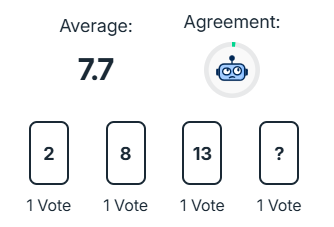 Average: Agreement:
7.7
2 8 13 ?
1 Vote 1 Vote 1 Vote 1 Vote